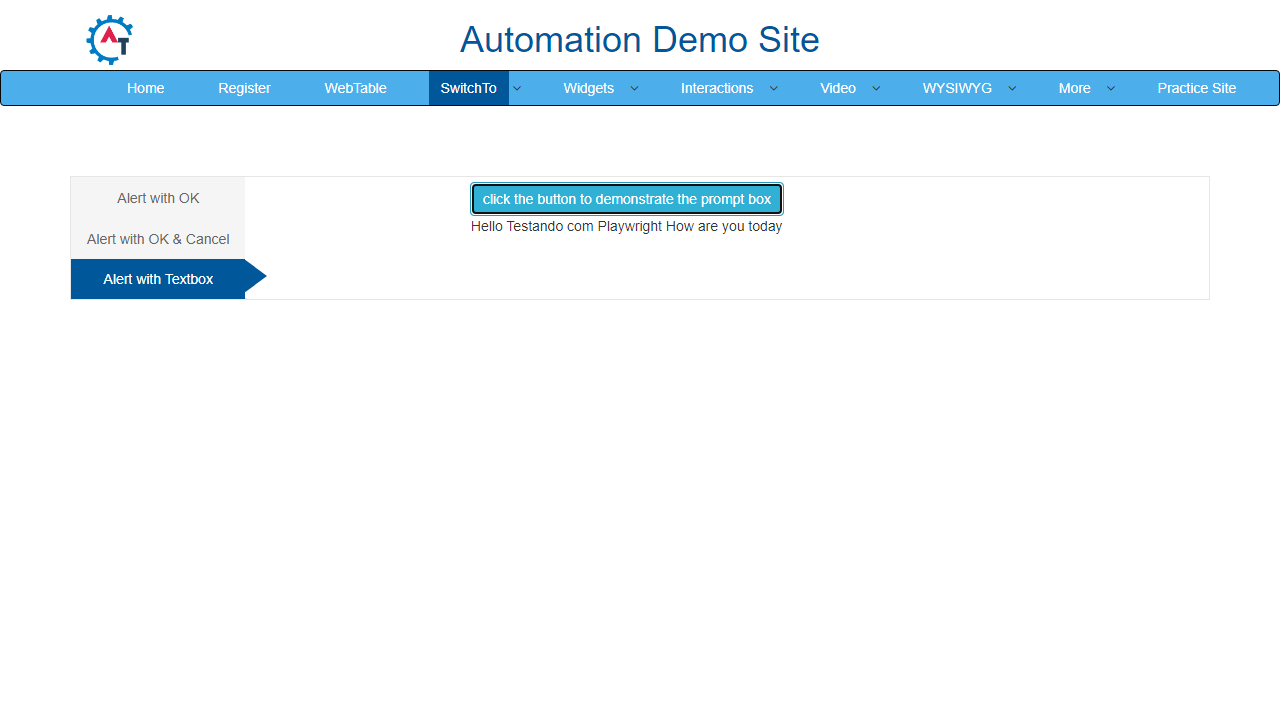 AT
Automation Demo Site
Home Register WebTable SwitchTo Widgets Interactions Video WYSIWYG More Practice Site
Alert with OK
click the button to demonstrate the prompt box
Hello Testando com Playwright How are you today
Alert with OK & Cancel
Alert with Textbox